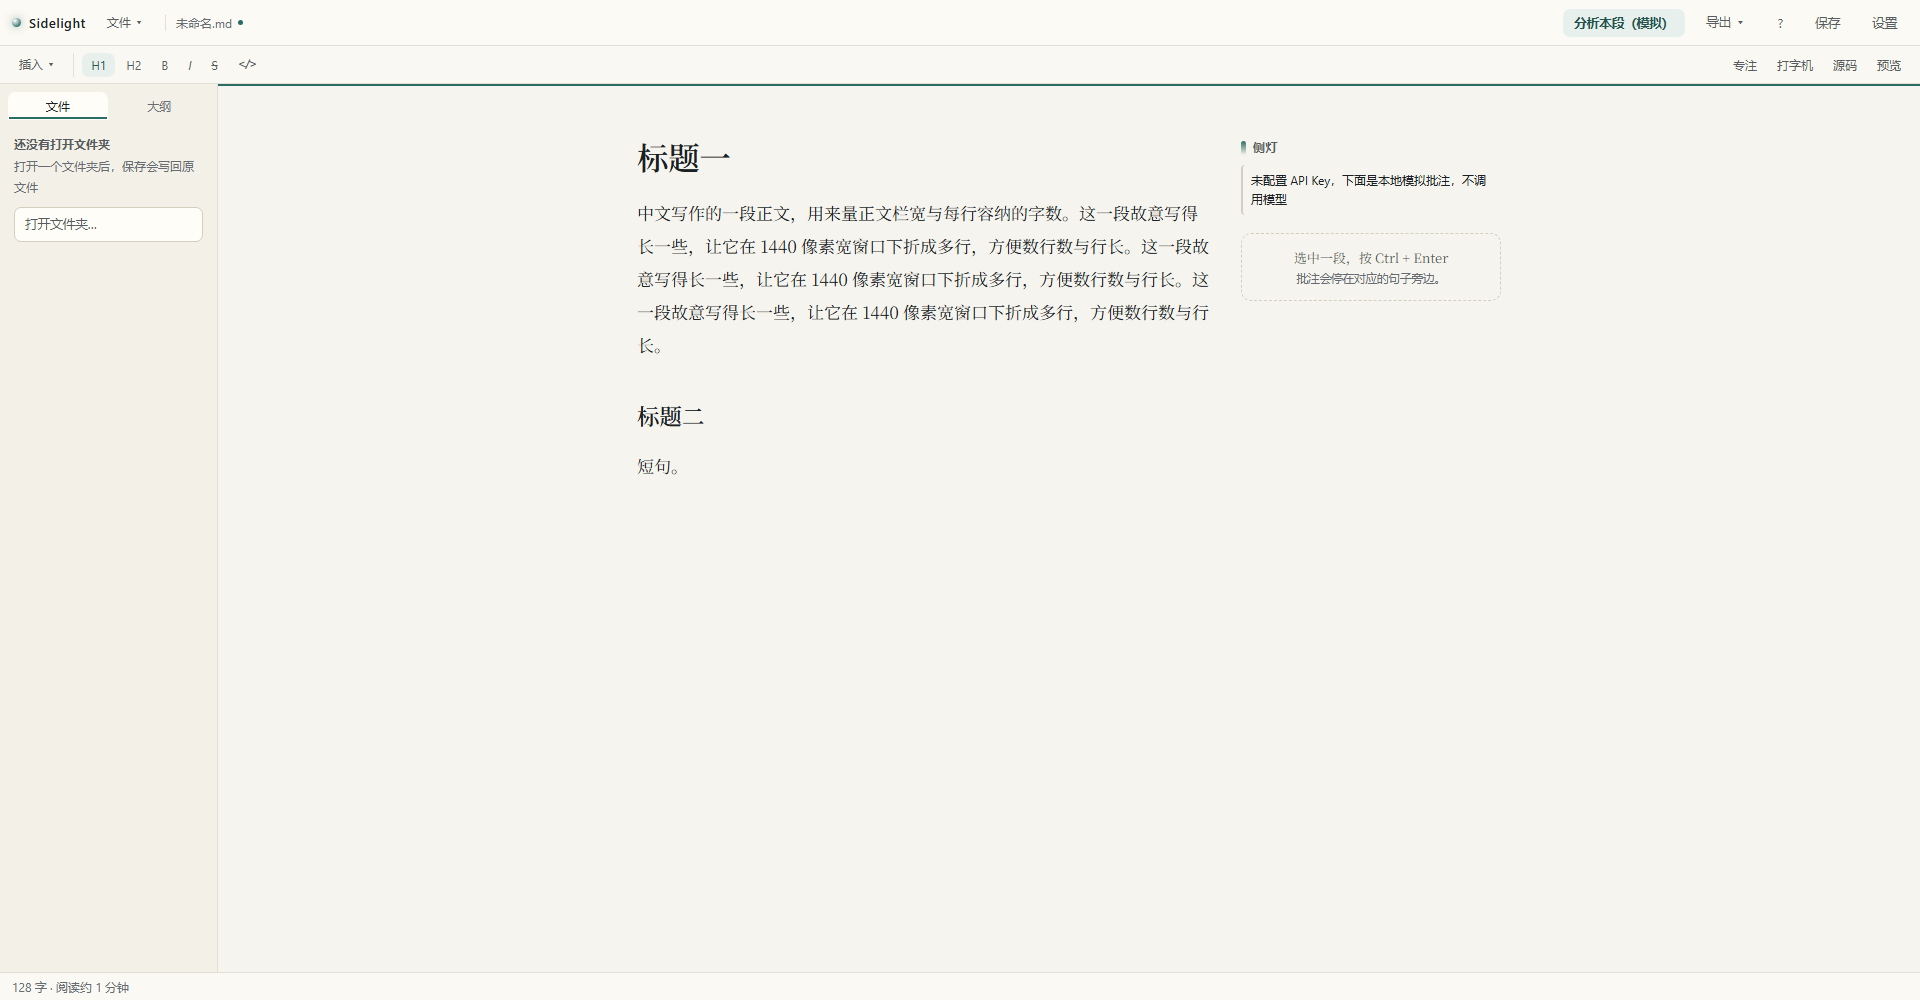 Sidelight 文件 ▾ 未命名.md ● 分析本段（模拟） 导出 ▾ ? 保存 设置
插入 ▾ H1 H2 B I S </> 专注 打字机 源码 预览
文件 大纲
还没有打开文件夹
打开一个文件夹后，保存会写回原
文件
打开文件夹...
标题一
中文写作的一段正文，用来量正文栏宽与每行容纳的字数。这一段故意写得
长一些，让它在 1440 像素宽窗口下折成多行，方便数行数与行长。这一段故
意写得长一些，让它在 1440 像素宽窗口下折成多行，方便数行数与行长。这
一段故意写得长一些，让它在 1440 像素宽窗口下折成多行，方便数行数与行
长。
标题二
短句。
侧灯
未配置 API Key，下面是本地模拟批注，不调
用模型
选中一段，按 Ctrl + Enter
批注会停在对应的句子旁边。
128 字 · 阅读约 1 分钟